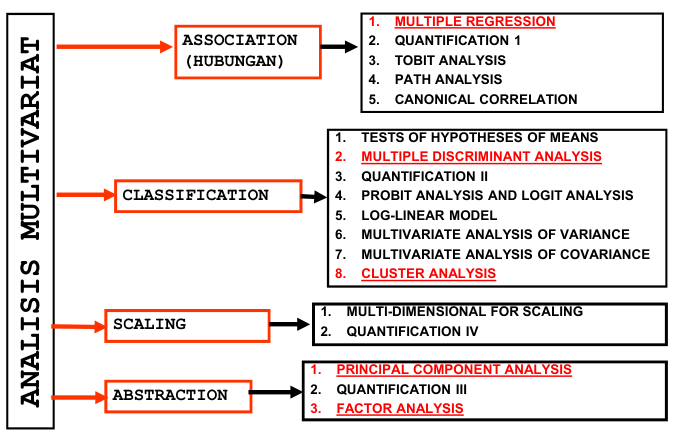 ANALISIS MULTIVARIAT
ASSOCIATION
(HUBUNGAN)
1. MULTIPLE REGRESSION
2. QUANTIFICATION 1
3. TOBIT ANALYSIS
4. PATH ANALYSIS
5. CANONICAL CORRELATION
CLASSIFICATION
1. TESTS OF HYPOTHESES OF MEANS
2. MULTIPLE DISCRIMINANT ANALYSIS
3. QUANTIFICATION II
4. PROBIT ANALYSIS AND LOGIT ANALYSIS
5. LOG-LINEAR MODEL
6. MULTIVARIATE ANALYSIS OF VARIANCE
7. MULTIVARIATE ANALYSIS OF COVARIANCE
8. CLUSTER ANALYSIS
SCALING
1. MULTI-DIMENSIONAL FOR SCALING
2. QUANTIFICATION IV
ABSTRACTION
1. PRINCIPAL COMPONENT ANALYSIS
2. QUANTIFICATION III
3. FACTOR ANALYSIS